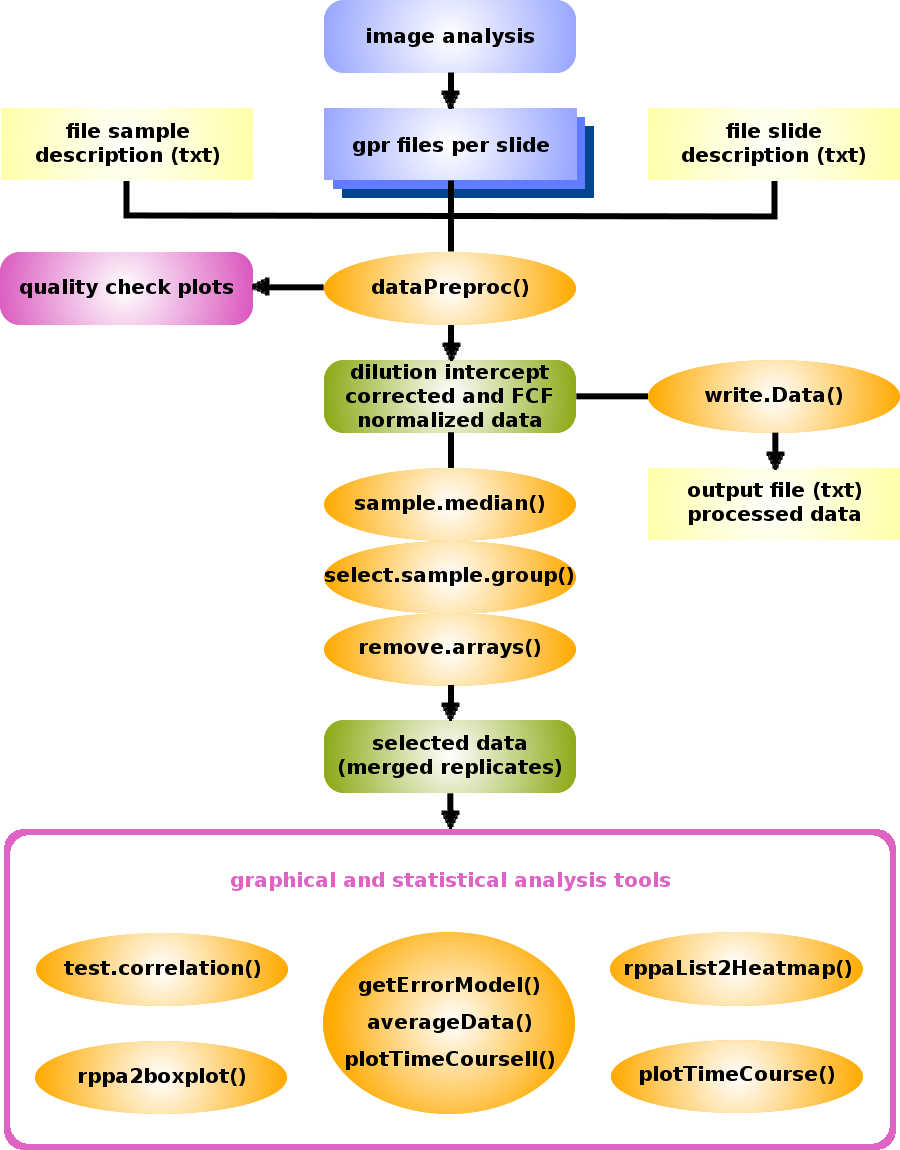 image analysis
file sample
description (txt)
gpr files per slide
file slide
description (txt)
quality check plots
dataPreproc()
dilution intercept
corrected and FCF
normalized data
write.Data()
output file (txt)
processed data
sample.median()
select.sample.group()
remove.arrays()
selected data
(merged replicates)
graphical and statistical analysis tools
test.correlation()
getErrorModel()
averageData()
plotTimeCourseII()
rppaList2Heatmap()
rppa2boxplot()
plotTimeCourse()